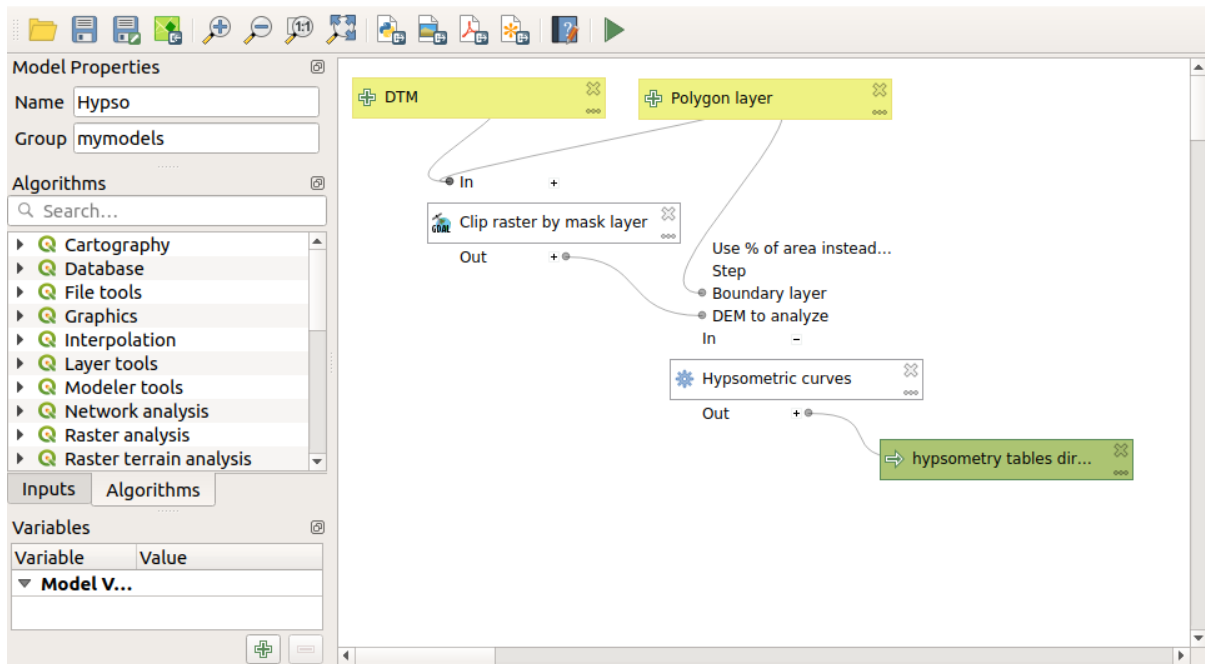 1:1
Model Properties
Name Hypso
Group mymodels
Algorithms
Search...
Cartography
Database
File tools
Graphics
Interpolation
Layer tools
Modeler tools
Network analysis
Raster analysis
Raster terrain analysis
Inputs Algorithms
Variables
Variable Value
Model V...
DTM
Polygon layer
In +
GDAL Clip raster by mask layer
Out +
Use % of area instead...
Step
Boundary layer
DEM to analyze
In −
Hypsometric curves
Out +
hypsometry tables dir...